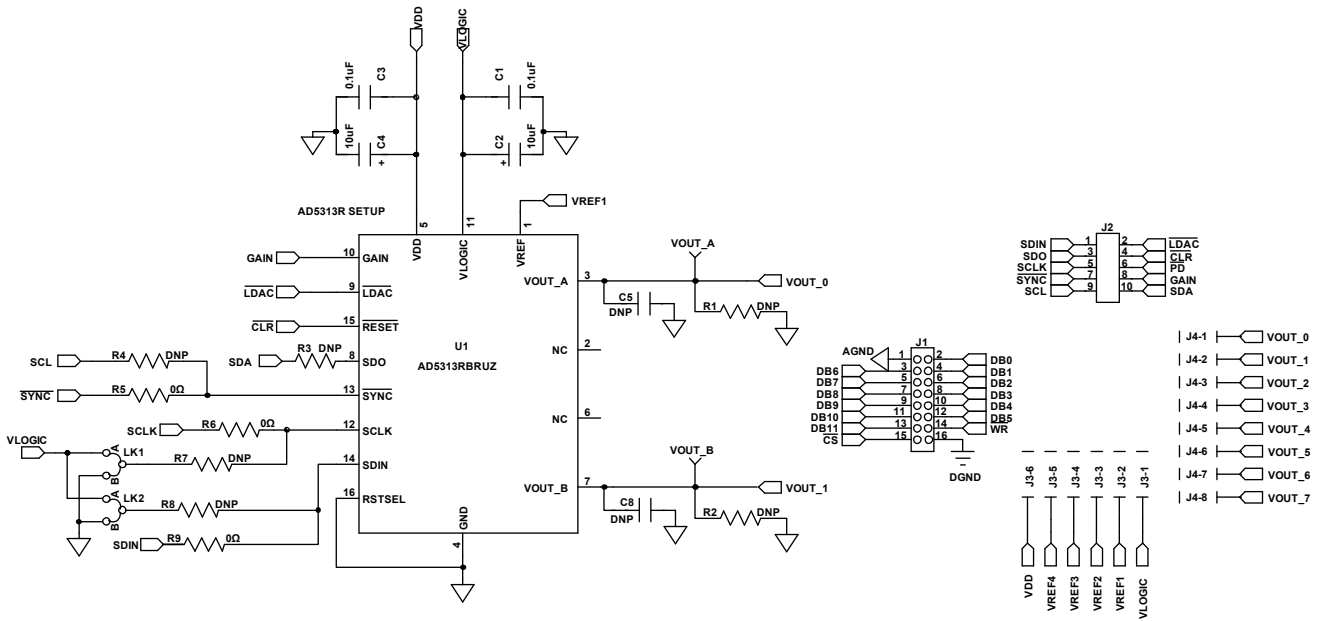 VDD
VLOGIC
0.1uF
C3
C1
0.1uF
10uF
C4
+
C2
10uF
+
AD5313R SETUP
5
11
1
VREF1
VDD
VLOGIC
VREF
GAIN
10
GAIN
LDAC
9
LDAC
CLR
15
RESET
SDA
R3
DNP
8
SDO
SCL
R4
DNP
SYNC
R5
0Ω
13
SYNC
SCLK
R6
0Ω
12
SCLK
VLOGIC
A
LK1
B
R7
DNP
14
SDIN
A
LK2
B
R8
DNP
16
RSTSEL
SDIN
R9
0Ω
GND
4
U1
AD5313RBRUZ
VOUT_A
3
NC
2
NC
6
VOUT_B
7
VOUT_A
VOUT_0
C5
DNP
R1
DNP
VOUT_B
VOUT_1
C8
DNP
R2
DNP
J1
AGND
1
2
DB0
DB6
3
4
DB1
DB7
5
6
DB2
DB8
7
8
DB3
DB9
9
10
DB4
DB10
11
12
DB5
DB11
13
14
WR
CS
15
16
DGND
J2
SDIN
1
2
LDAC
SDO
3
4
CLR
SCLK
5
6
PD
SYNC
7
8
GAIN
SCL
9
10
SDA
J4-1
VOUT_0
J4-2
VOUT_1
J4-3
VOUT_2
J4-4
VOUT_3
J4-5
VOUT_4
J4-6
VOUT_5
J4-7
VOUT_6
J4-8
VOUT_7
J3-6
J3-5
J3-4
J3-3
J3-2
J3-1
VDD
VREF4
VREF3
VREF2
VREF1
VLOGIC